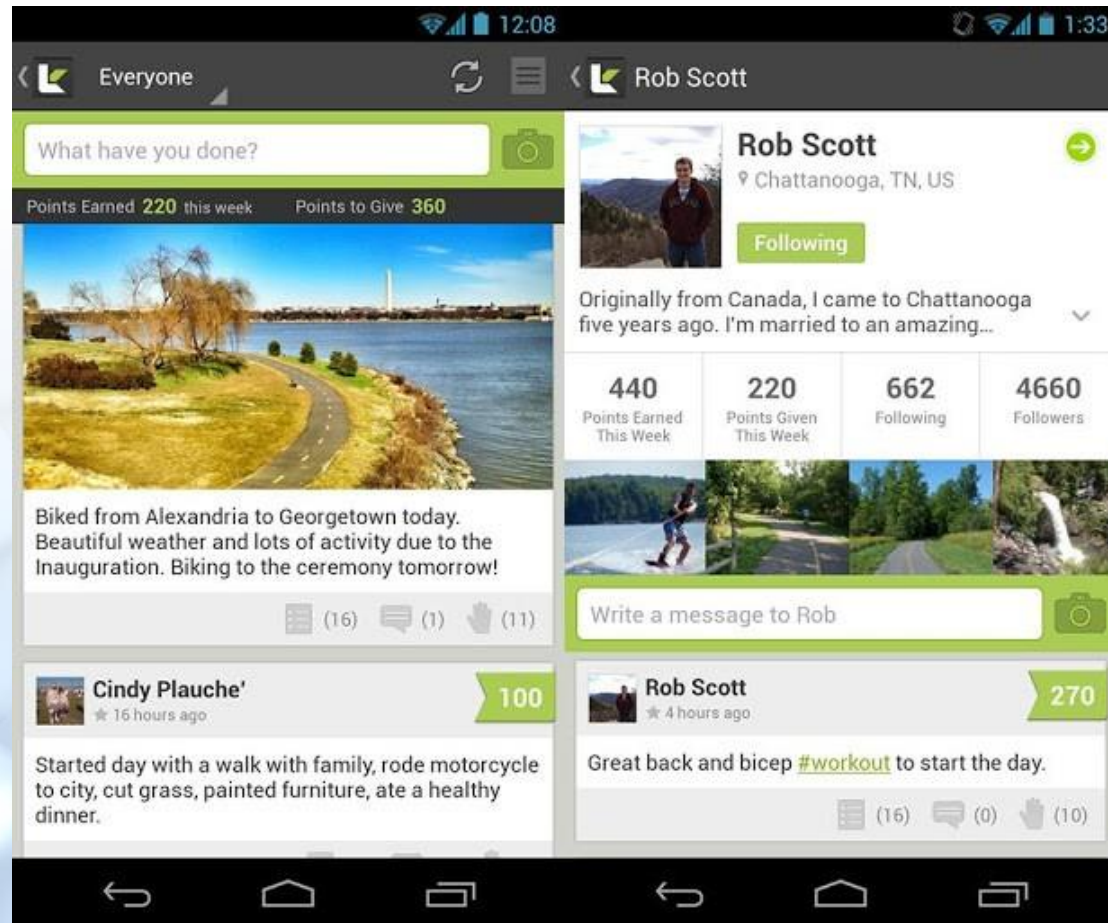 12:08
Everyone
What have you done?
Points Earned 220 this week Points to Give 360
Biked from Alexandria to Georgetown today.
Beautiful weather and lots of activity due to the
Inauguration. Biking to the ceremony tomorrow!
(16) (1) (11)
Cindy Plauche'
16 hours ago
100
Started day with a walk with family, rode motorcycle
to city, cut grass, painted furniture, ate a healthy
dinner.
1:33
Rob Scott
Rob Scott
Chattanooga, TN, US
Following
Originally from Canada, I came to Chattanooga
five years ago. I'm married to an amazing...
440 220 662 4660
Points Earned Points Given Following Followers
This Week This Week
Write a message to Rob
Rob Scott
4 hours ago
270
Great back and bicep #workout to start the day.
(16) (0) (10)